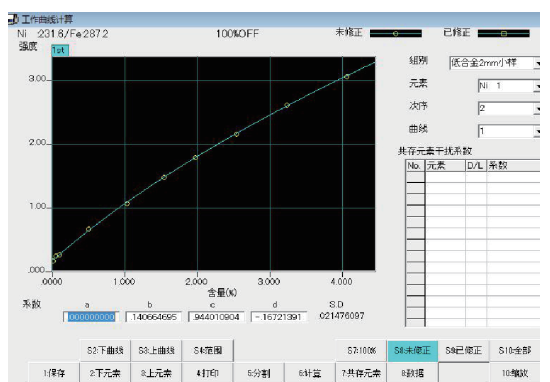 工作曲线计算
Ni :231.6/Fe287.2 100%OFF 未修正 已修正
强度 1st
组别 低合金2mm小样
元素 Ni 1
次序 2
曲线 1
共存元素干扰系数
No. 元素 D/L 系数
3.00
2.00
1.00
.000
.0000 1.000 2.000 3.000 4.000
含量(%)
系数 a b c d S.D
000000000 .140664695 .944010904 -.16721391 .021476097
S2:下曲线 S3:上曲线 S4:范围 S7:100% S8:未修正 S9:已修正 S10:全部
1:保存 2:下元素 3:上元素 4:打印 5:分割 6:计算 7:共存元素 8:数据 10:缩放